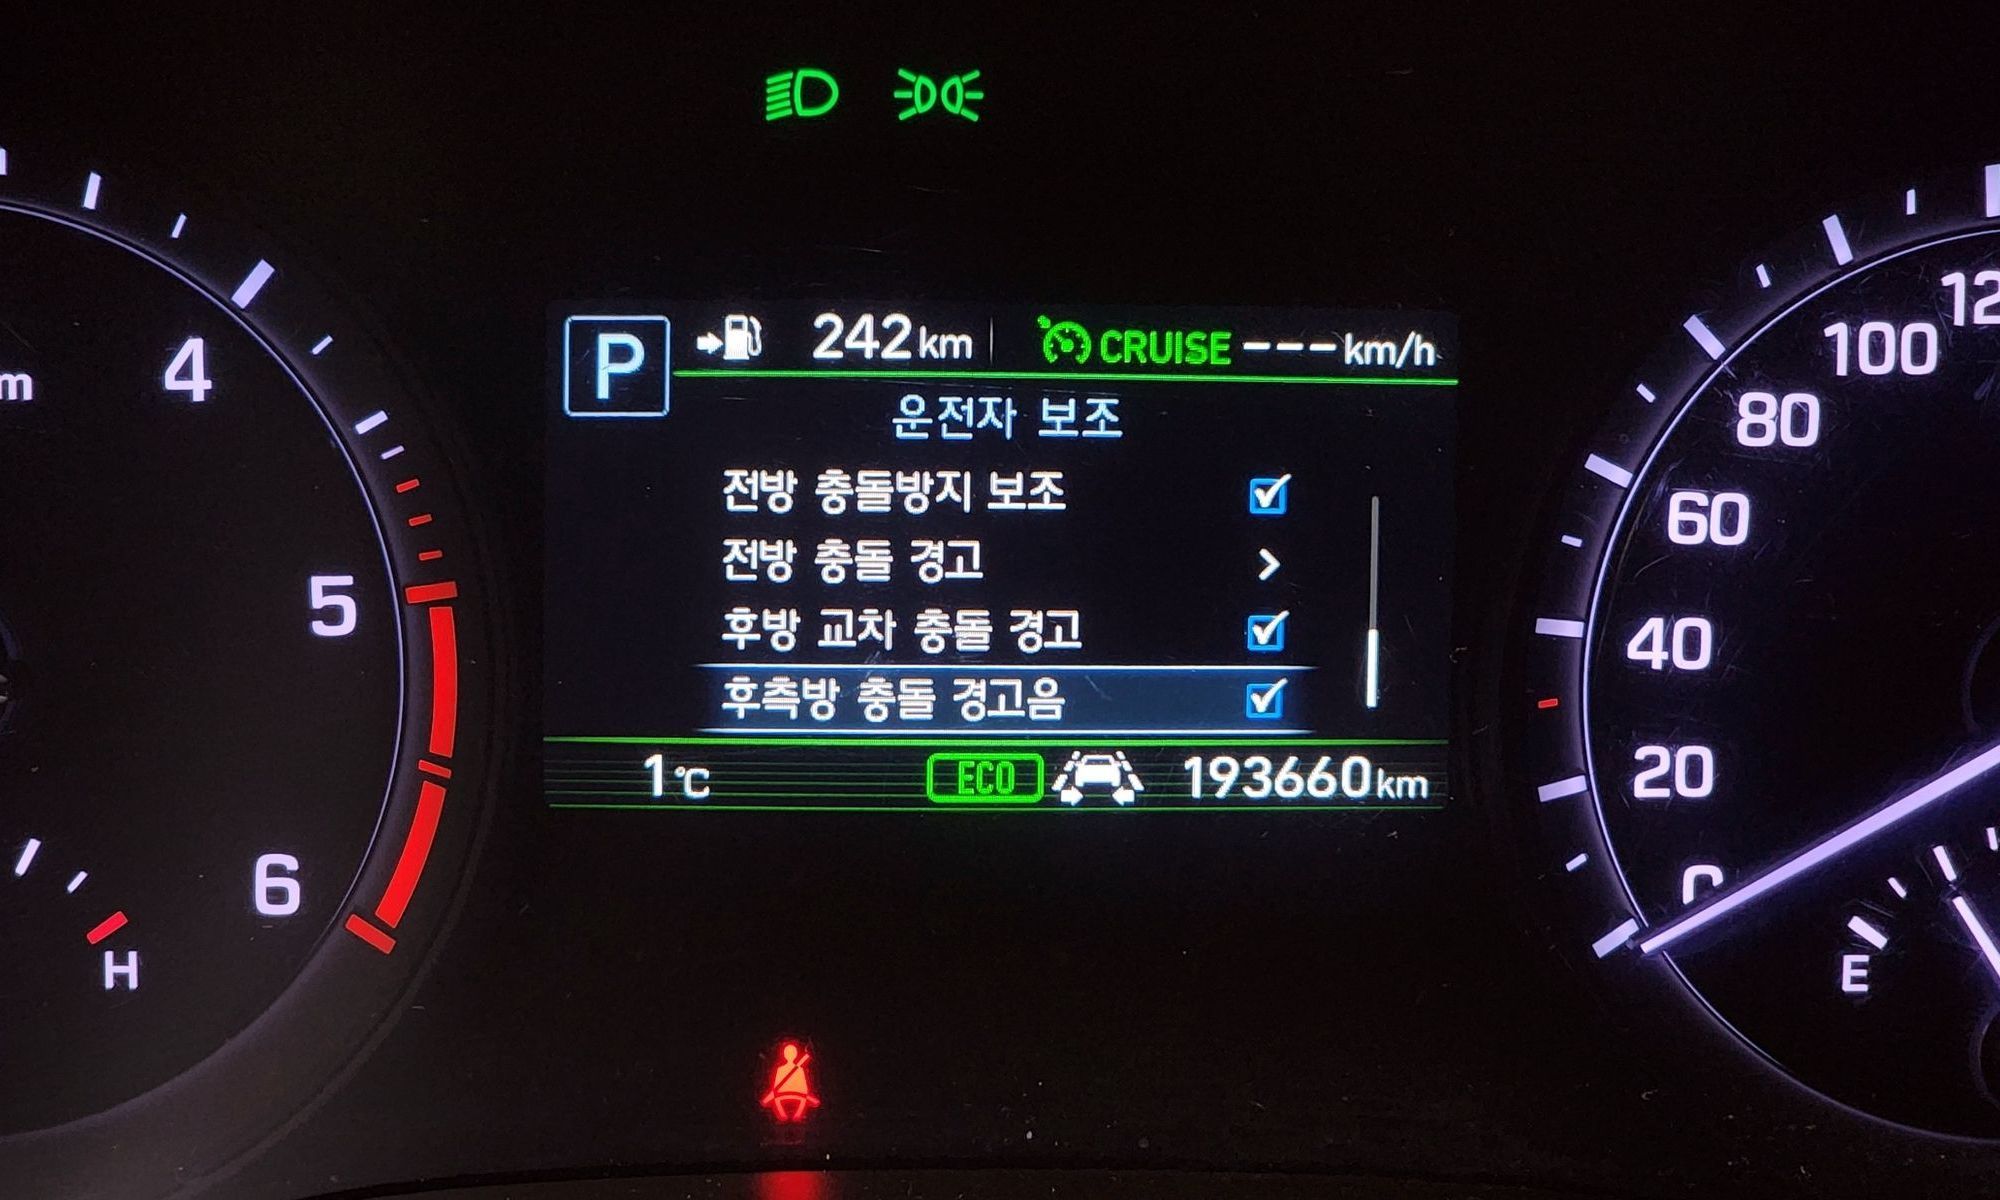 P 242km CRUISE ---km/h
운전자 보조
전방 충돌방지 보조
전방 충돌 경고
후방 교차 충돌 경고
후측방 충돌 경고음
1℃ ECO 193660km
m
4
5
6
H
12
100
80
60
40
20
0
E